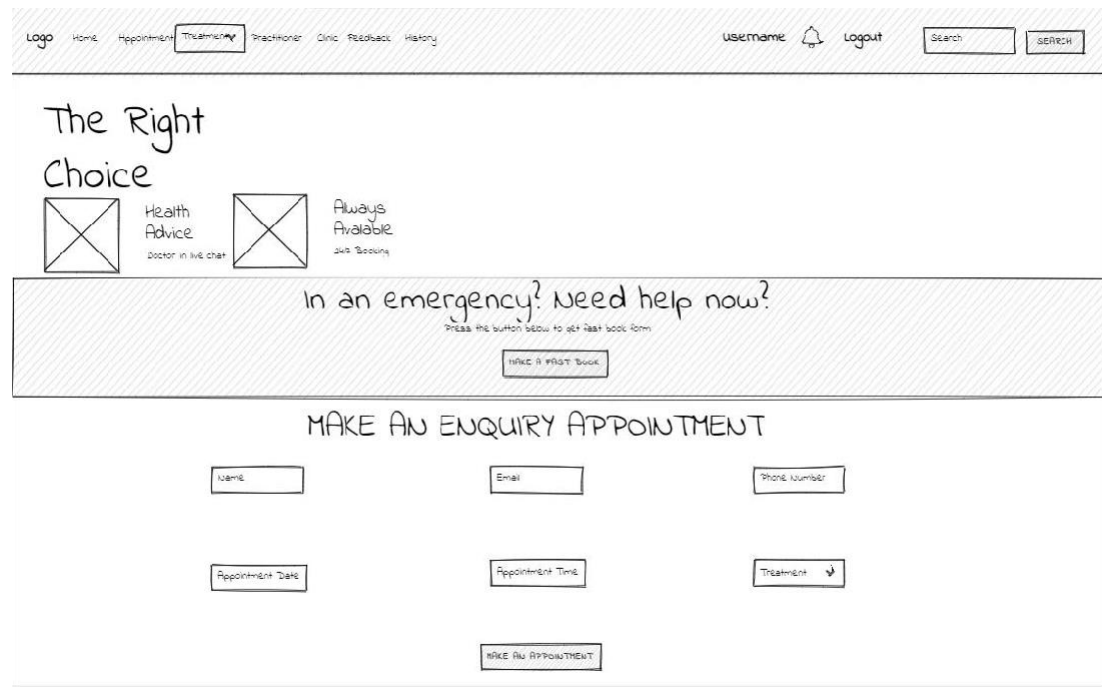 Logo Home Appointment Treatment Practitioner Clinic Feedback History username Logout Search SEARCH
The Right
Choice
Health
Advice
Doctor in live chat
Always
Avalable
24/7 Booking
In an emergency? Need help now?
Press the button below to get fast book form
MAKE A FAST BOOK
MAKE AN ENQUIRY APPOINTMENT
Name Email Phone Number
Appointment Date Appointment Time Treatment
MAKE AN APPOINTMENT